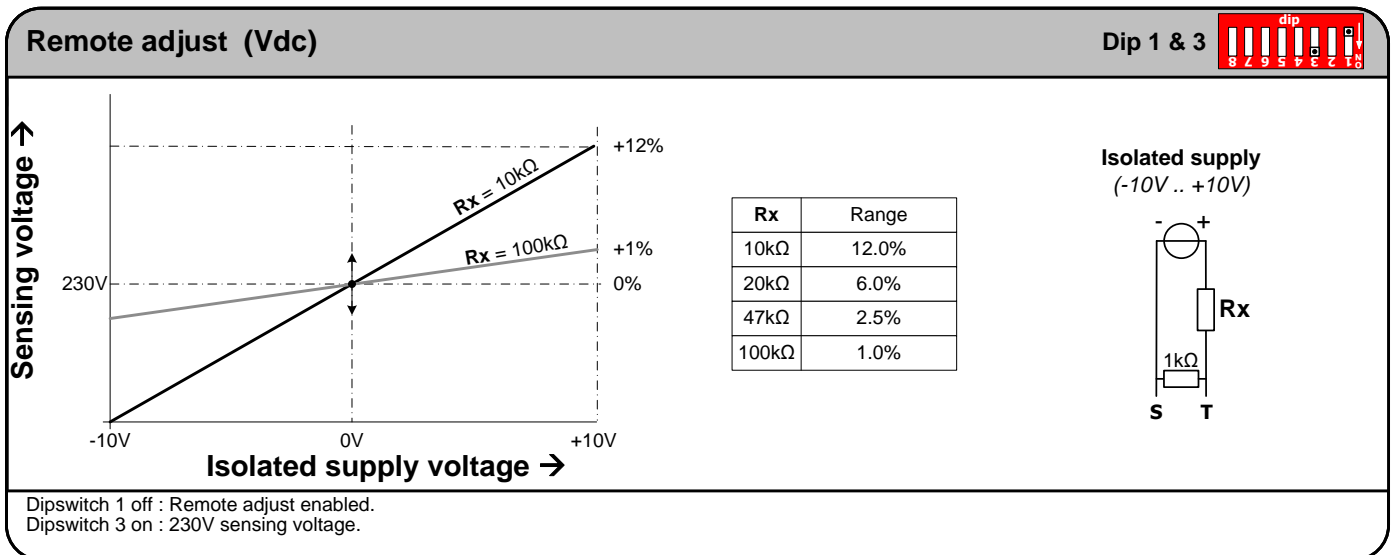 Remote adjust (Vdc)
Dip 1 & 3
dip
8 7 6 5 4 3 2 1
NO
Sensing voltage →
230V
Rx = 10kΩ
Rx = 100kΩ
+12%
+1%
0%
-10V
0V
+10V
Isolated supply voltage →
Rx Range
10kΩ 12.0%
20kΩ 6.0%
47kΩ 2.5%
100kΩ 1.0%
Isolated supply
(-10V .. +10V)
- +
Rx
1kΩ
S T
Dipswitch 1 off : Remote adjust enabled.
Dipswitch 3 on : 230V sensing voltage.